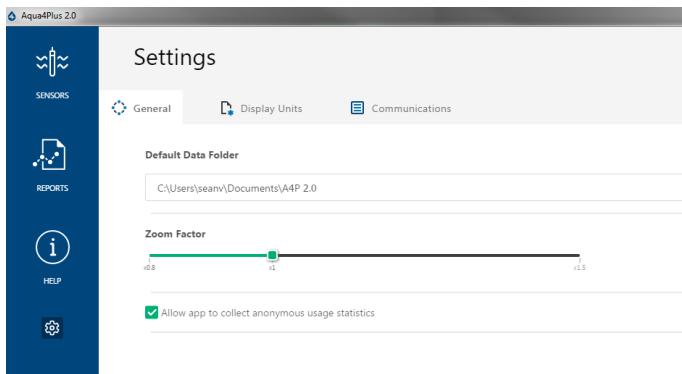 Aqua4Plus 2.0
SENSORS
REPORTS
HELP
Settings
General
Display Units
Communications
Default Data Folder
C:\Users\seanv\Documents\A4P 2.0
Zoom Factor
x0.8
x1
x1.5
Allow app to collect anonymous usage statistics